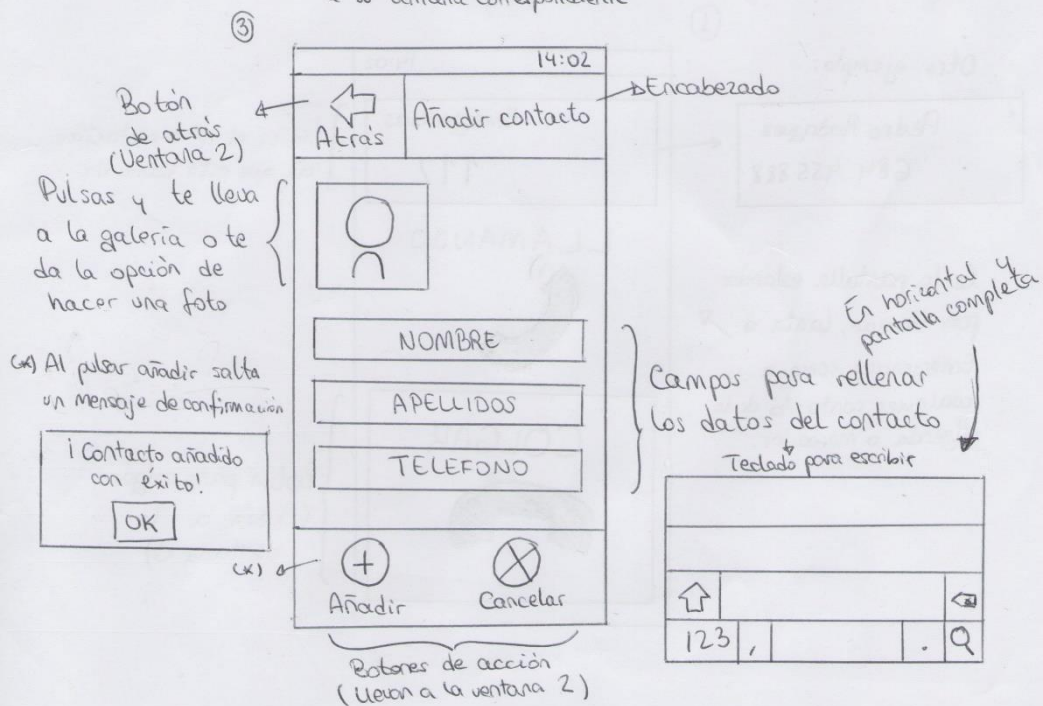 ventana correspondiente
③
14:02
Botón
de atrás
(Ventana 2)
Atrás
Añadir contacto
Encabezado
Pulsas y te lleva
a la galería o te
da la opción de
hacer una foto
(*) Al pulsar añadir salta
un mensaje de confirmación
¡Contacto añadido
con éxito!
OK
NOMBRE
APELLIDOS
TELEFONO
Campos para rellenar
los datos del contacto
Teclado para escribir
En horizontal y
pantalla completa
123 , .
(*)
Añadir
Cancelar
Botones de acción
(Llevan a la ventana 2)